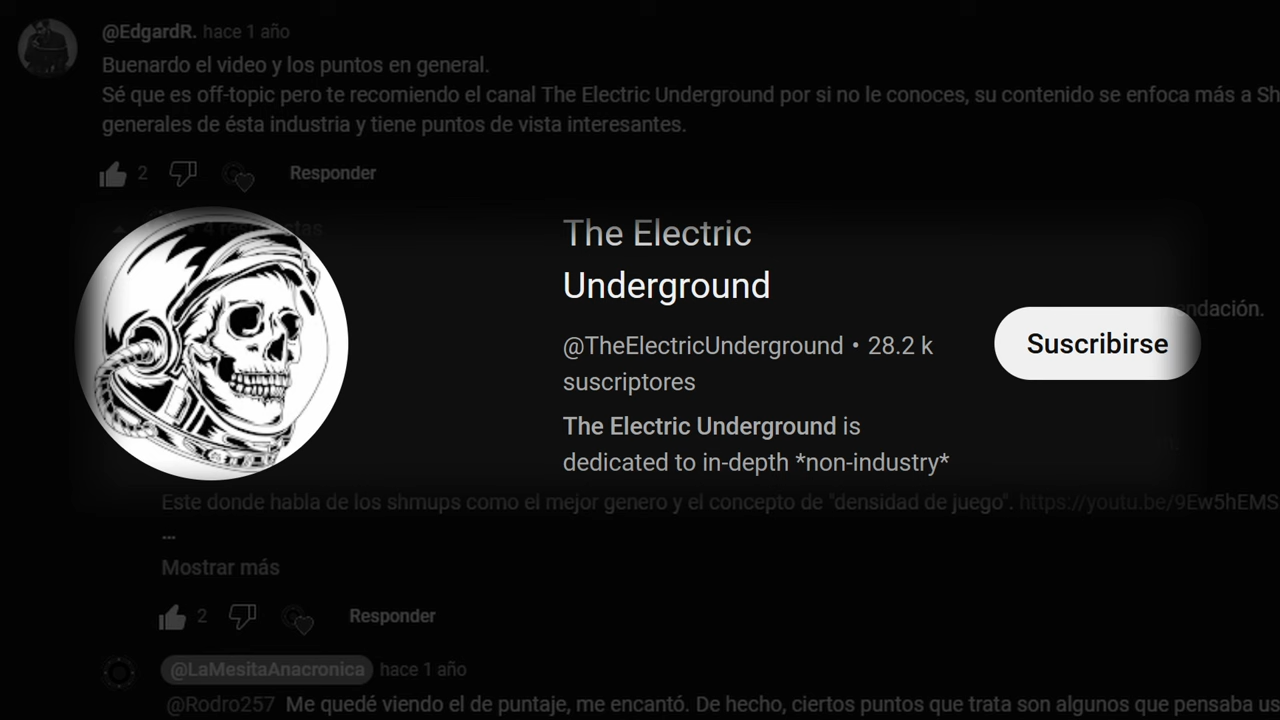 @EdgardR. hace 1 año
Buenardo el video y los puntos en general.
Sé que es off-topic pero te recomiendo el canal The Electric Underground por si no le conoces, su contenido se enfoca más a Sh
generales de ésta industria y tiene puntos de vista interesantes.
2 Responder
4
The Electric
Underground
ndación.
@TheElectricUnderground • 28.2 k
suscriptores
Suscribirse
The Electric Underground is
dedicated to in-depth *non-industry*
Este donde habla de los shmups como el mejor genero y el concepto de "densidad de juego". https://youtu.be/9Ew5hEMS
...
Mostrar más
2 Responder
@LaMesitaAnacronica hace 1 año
@Rodro257 Me quedé viendo el de puntaje, me encantó. De hecho, ciertos puntos que trata son algunos que pensaba us